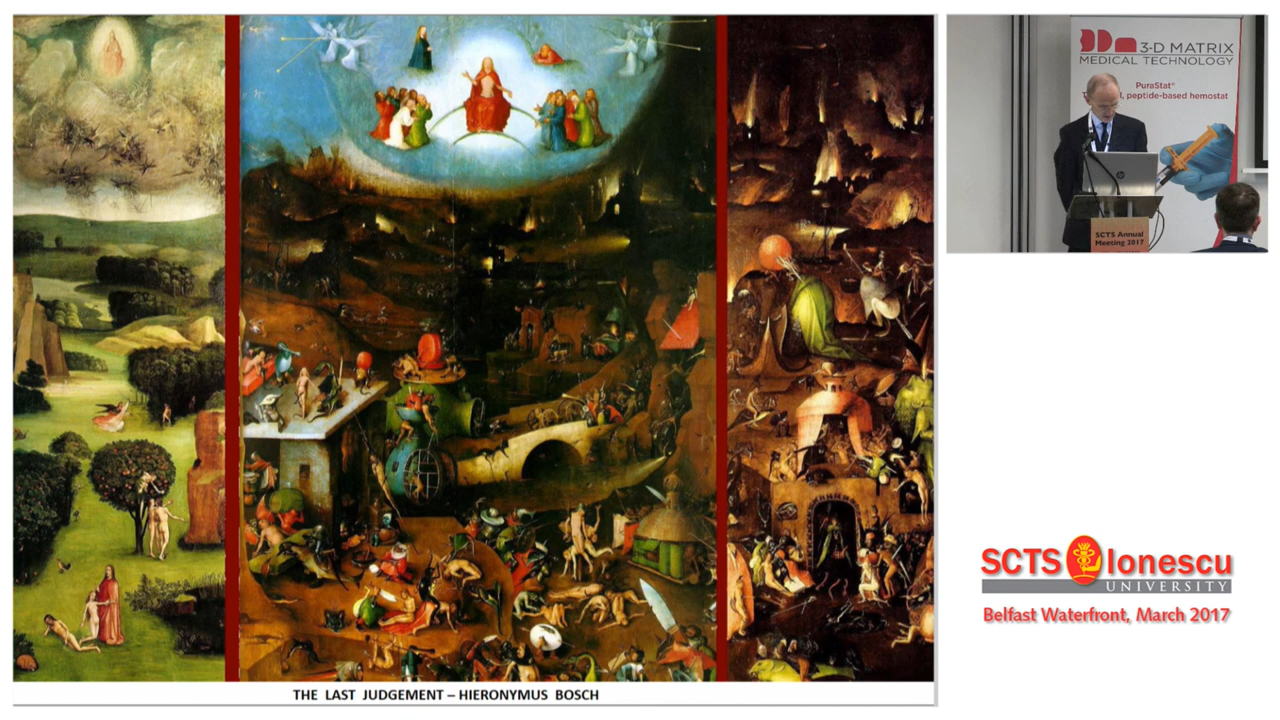 THE LAST JUDGEMENT – HIERONYMUS BOSCH
3-D MATRIX
MEDICAL TECHNOLOGY
PuraStat®
, peptide-based hemostat
SCTS Annual
Meeting 2017
SCTS Ionescu
UNIVERSITY
Belfast Waterfront, March 2017